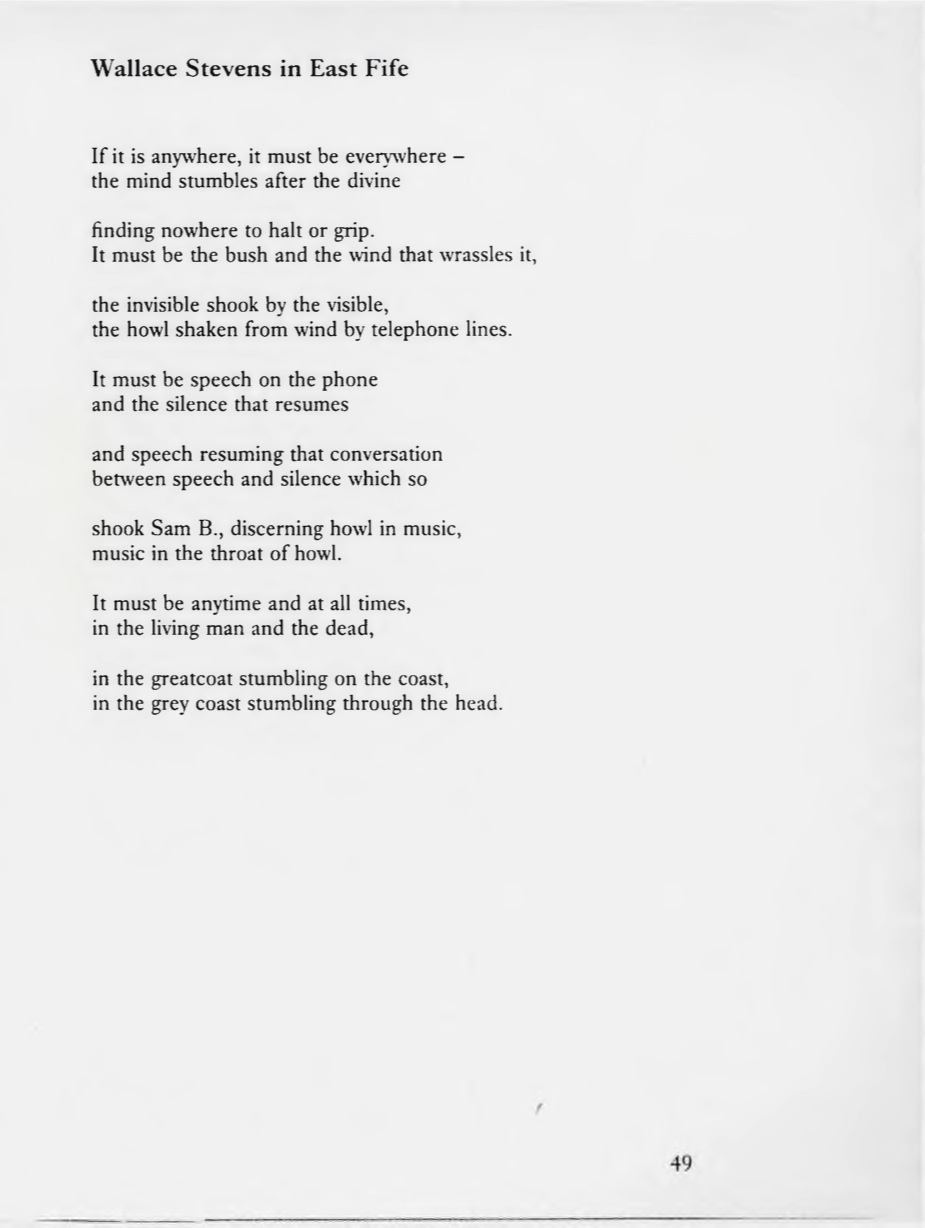 Wallace Stevens in East Fife

If it is anywhere, it must be everywhere –
the mind stumbles after the divine

finding nowhere to halt or grip.
It must be the bush and the wind that wrassles it,

the invisible shook by the visible,
the howl shaken from wind by telephone lines.

It must be speech on the phone
and the silence that resumes

and speech resuming that conversation
between speech and silence which so

shook Sam B., discerning howl in music,
music in the throat of howl.

It must be anytime and at all times,
in the living man and the dead,

in the greatcoat stumbling on the coast,
in the grey coast stumbling through the head.

49